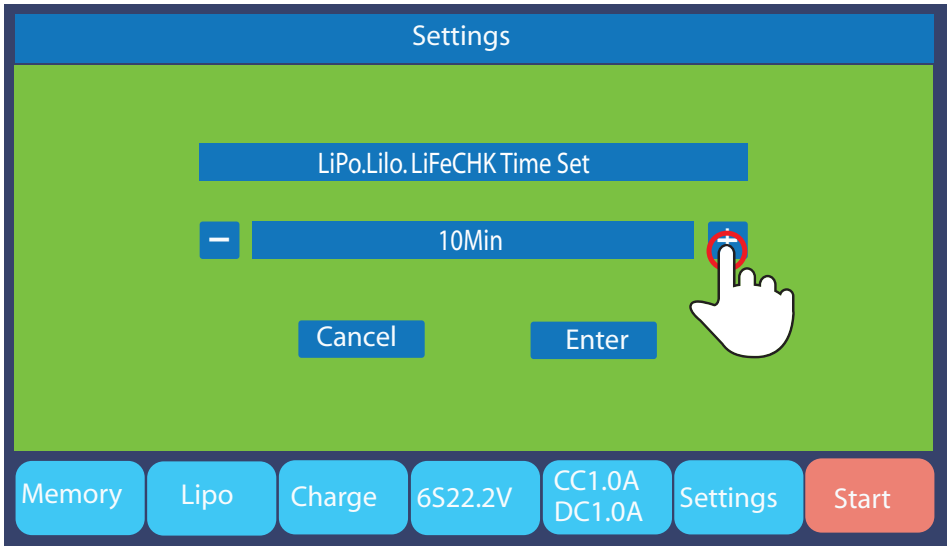 Settings
LiPo.Lilo. LiFeCHK Time Set
− 10Min +
Cancel Enter
Memory Lipo Charge 6S22.2V CC1.0A DC1.0A Settings Start